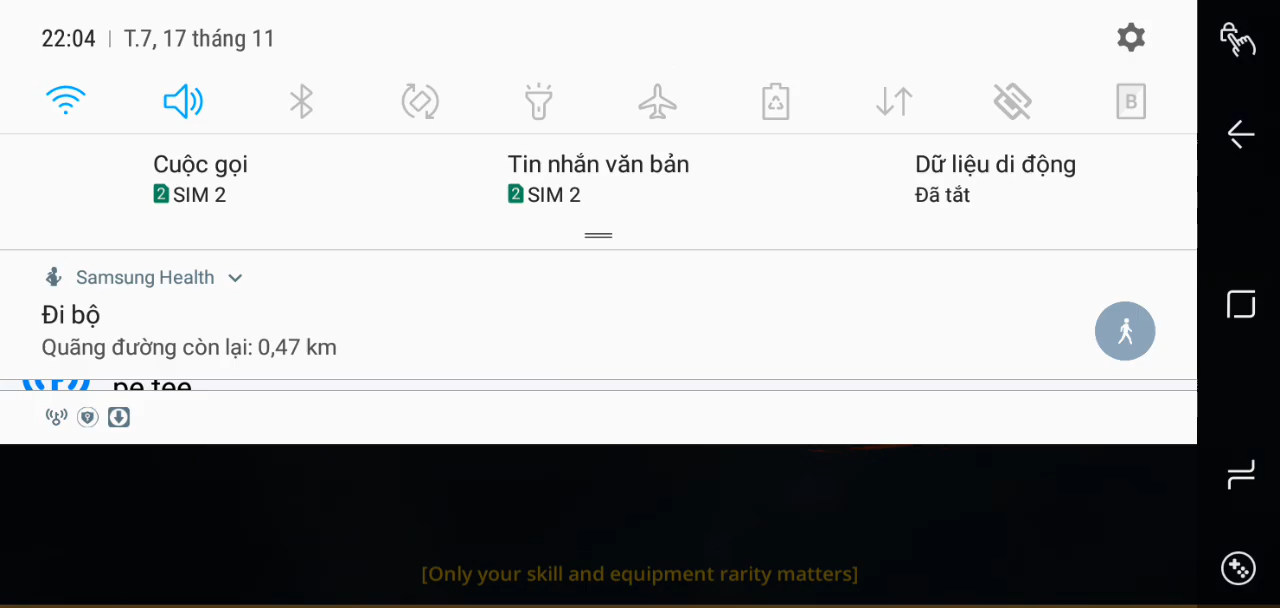 22:04 | T.7, 17 tháng 11
B
Cuộc gọi
2 SIM 2
Tin nhắn văn bản
2 SIM 2
Dữ liệu di động
Đã tắt
Samsung Health
Đi bộ
Quãng đường còn lại: 0,47 km
[Only your skill and equipment rarity matters]